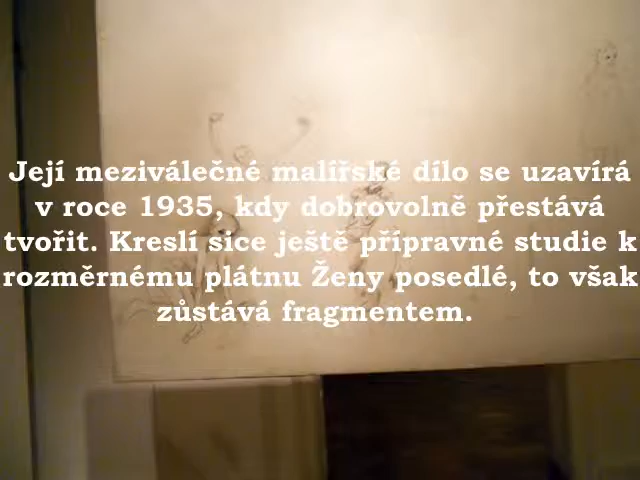 Její meziválečné malířské dílo se uzavírá
v roce 1935, kdy dobrovolně přestává
tvořit. Kreslí sice ještě přípravné studie k
rozměrnému plátnu Ženy posedlé, to však
zůstává fragmentem.